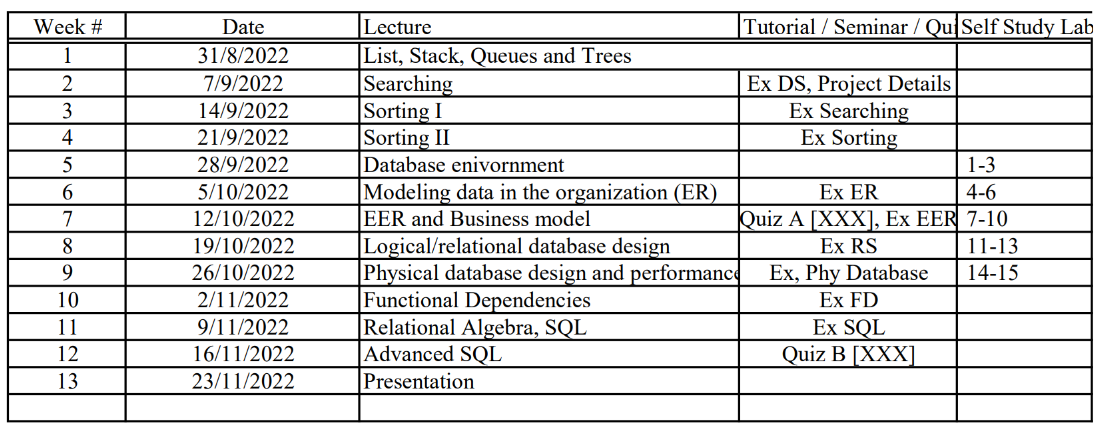 Week # Date Lecture Tutorial / Seminar / Qui Self Study Lab
1 31/8/2022 List, Stack, Queues and Trees
2 7/9/2022 Searching Ex DS, Project Details
3 14/9/2022 Sorting I Ex Searching
4 21/9/2022 Sorting II Ex Sorting
5 28/9/2022 Database enivornment 1-3
6 5/10/2022 Modeling data in the organization (ER) Ex ER 4-6
7 12/10/2022 EER and Business model Quiz A [XXX], Ex EER 7-10
8 19/10/2022 Logical/relational database design Ex RS 11-13
9 26/10/2022 Physical database design and performance Ex, Phy Database 14-15
10 2/11/2022 Functional Dependencies Ex FD
11 9/11/2022 Relational Algebra, SQL Ex SQL
12 16/11/2022 Advanced SQL Quiz B [XXX]
13 23/11/2022 Presentation